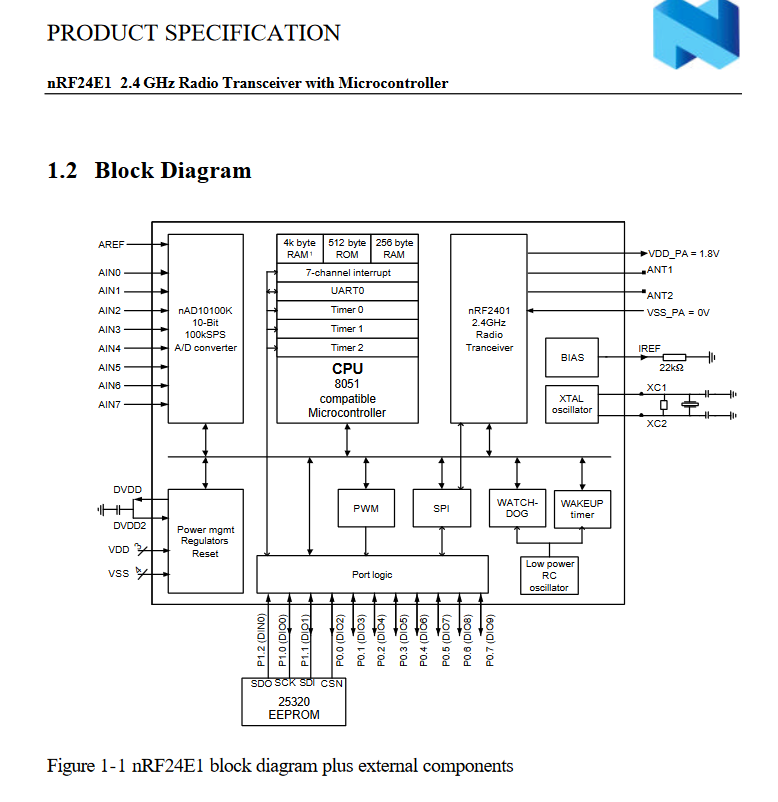 PRODUCT SPECIFICATION
nRF24E1 2.4 GHz Radio Transceiver with Microcontroller
1.2 Block Diagram
AREF
AIN0
AIN1
AIN2
AIN3
AIN4
AIN5
AIN6
AIN7
nAD10100K
10-Bit
100kSPS
A/D converter
4k byte
RAM¹
512 byte
ROM
256 byte
RAM
7-channel interrupt
UART0
Timer 0
Timer 1
Timer 2
CPU
8051
compatible
Microcontroller
nRF2401
2.4GHz
Radio
Tranceiver
BIAS
XTAL
oscillator
VDD_PA = 1.8V
ANT1
ANT2
VSS_PA = 0V
IREF
22kΩ
XC1
XC2
DVDD
DVDD2
VDD
VSS
Power mgmt
Regulators
Reset
PWM
SPI
WATCH-
DOG
WAKEUP
timer
Low power
RC
oscillator
Port logic
P1.2 (DIN0)
P1.0 (DIO0)
P1.1 (DIO1)
P0.0 (DIO2)
P0.1 (DIO3)
P0.2 (DIO4)
P0.3 (DIO5)
P0.4 (DIO6)
P0.5 (DIO7)
P0.6 (DIO8)
P0.7 (DIO9)
SDO SCK SDI CSN
25320
EEPROM
Figure 1-1 nRF24E1 block diagram plus external components